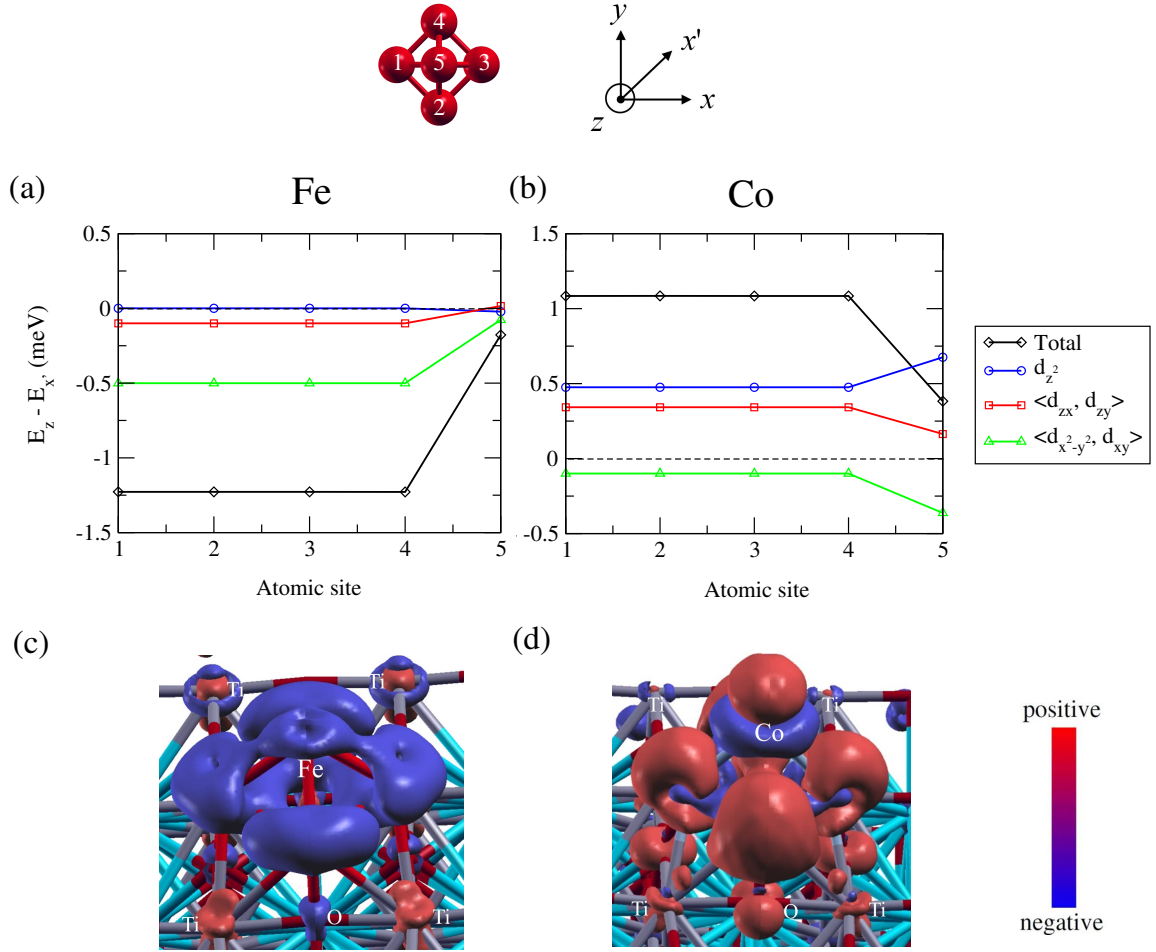 4
1 5 3
2
y
x'
x
z
(a)
Fe
(b)
Co
0.5
0
-0.5
-1
-1.5
E_z - E_x' (meV)
1 2 3 4 5
Atomic site
1.5
1
0.5
0
-0.5
1 2 3 4 5
Atomic site
Total
d_z²
<d_zx, d_zy>
<d_x²-y², d_xy>
(c)
Ti Ti
Fe
Ti O Ti
(d)
Ti Ti
Co
Ti O Ti
positive
negative